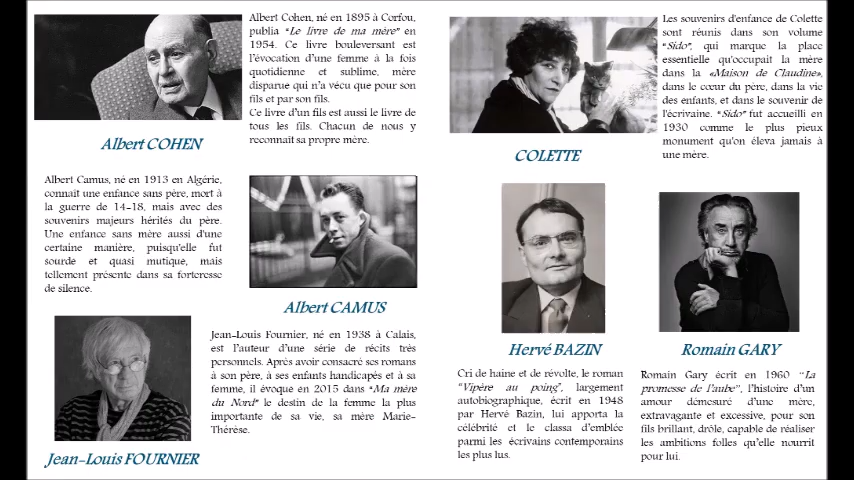 Albert Cohen, né en 1895 à Corfou,
publia "Le livre de ma mère" en
1954. Ce livre bouleversant est
l'évocation d'une femme à la fois
quotidienne et sublime, mère
disparue qui n'a vécu que pour son
fils et par son fils.
Ce livre d'un fils est aussi le livre de
tous les fils. Chacun de nous y
reconnaît sa propre mère.
Albert COHEN
Albert Camus, né en 1913 en Algérie,
connaît une enfance sans père, mort à
la guerre de 14-18, mais avec des
souvenirs majeurs hérités du père.
Une enfance sans mère aussi d'une
certaine manière, puisqu'elle fut
sourde et quasi mutique, mais
tellement présente dans sa forteresse
de silence.
Albert CAMUS
Jean-Louis Fournier, né en 1938 à Calais,
est l'auteur d'une série de récits très
personnels. Après avoir consacré ses romans
à son père, à ses enfants handicapés et à sa
femme, il évoque en 2015 dans "Ma mère
du Nord" le destin de la femme la plus
importante de sa vie, sa mère Marie-
Thérèse.
Jean-Louis FOURNIER
Les souvenirs d'enfance de Colette
sont réunis dans son volume
"Sido", qui marque la place
essentielle qu'occupait la mère
dans la «Maison de Claudine»,
dans le cœur du père, dans la vie
des enfants, et dans le souvenir de
l'écrivaine. "Sido" fut accueilli en
1930 comme le plus pieux
monument qu'on éleva jamais à
une mère.
COLETTE
Hervé BAZIN
Cri de haine et de révolte, le roman
"Vipère au poing", largement
autobiographique, écrit en 1948
par Hervé Bazin, lui apporta la
célébrité et le classa d'emblée
parmi les écrivains contemporains
les plus lus.
Romain GARY
Romain Gary écrit en 1960 "La
promesse de l'aube", l'histoire d'un
amour démesuré d'une mère,
extravagante et excessive, pour son
fils brillant, drôle, capable de réaliser
les ambitions folles qu'elle nourrit
pour lui.